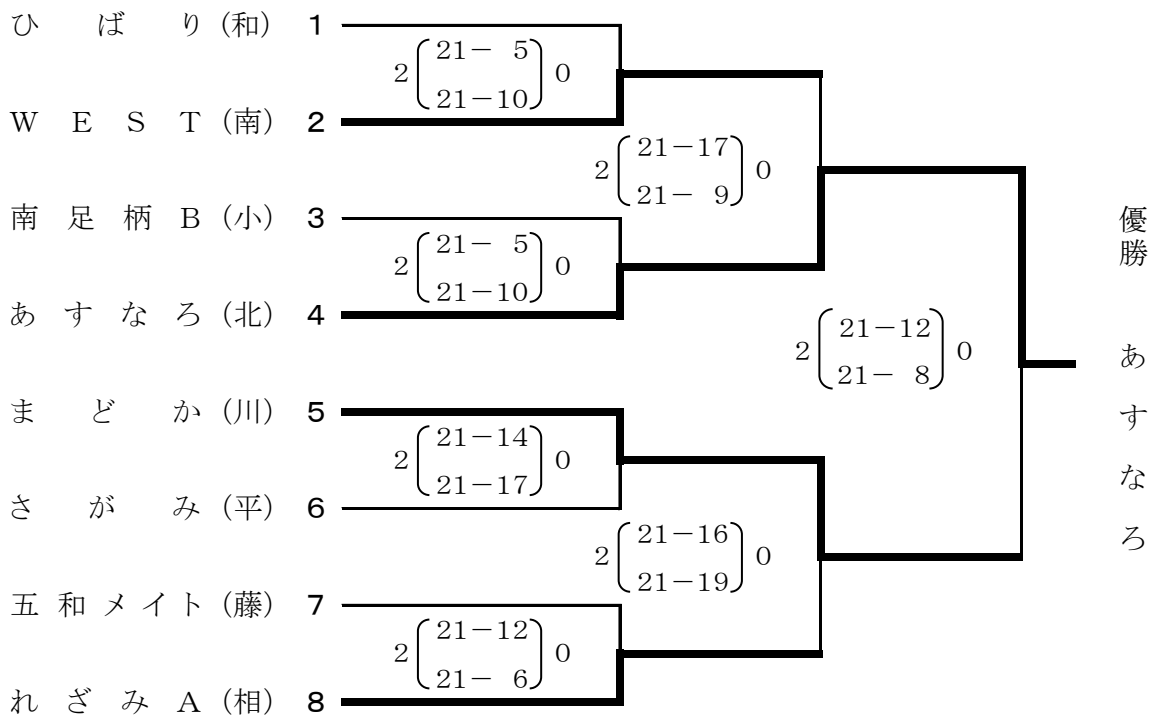 ひばり（和） 1
2 21－ 5 0
21－10
ＷＥＳＴ（南） 2
2 21－17 0
21－ 9
南足柄Ｂ（小） 3
2 21－ 5 0
21－10
あすなろ（北） 4
2 21－12 0
21－ 8
優勝 あすなろ
まどか（川） 5
2 21－14 0
21－17
さがみ（平） 6
2 21－16 0
21－19
五和メイト（藤） 7
2 21－12 0
21－ 6
れざみＡ（相） 8